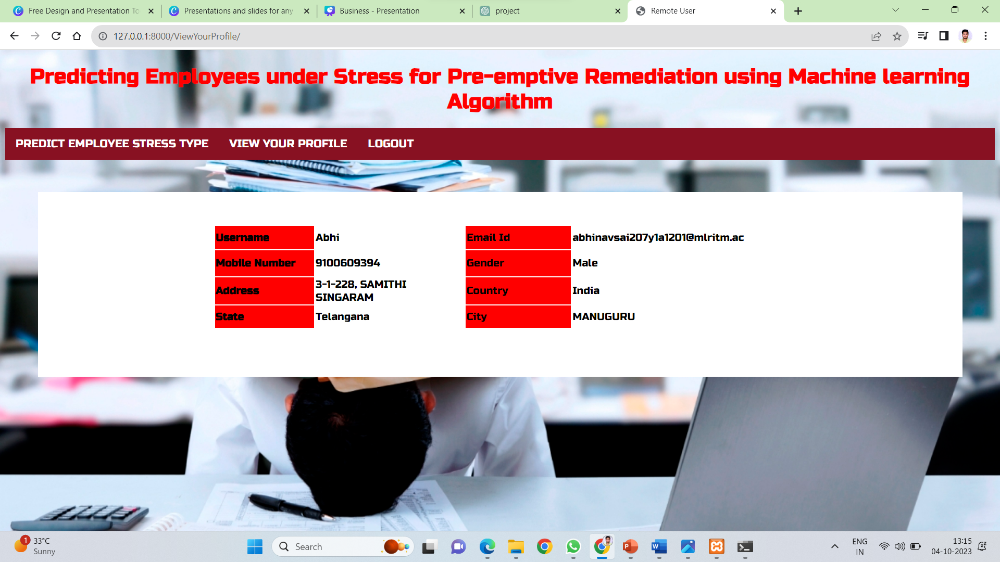 Free Design and Presentation To
Presentations and slides for any
Business - Presentation
project
Remote User
127.0.0.1:8000/ViewYourProfile/
Predicting Employees under Stress for Pre-emptive Remediation using Machine learning
Algorithm
PREDICT EMPLOYEE STRESS TYPE VIEW YOUR PROFILE LOGOUT
Username Abhi Email Id abhinavsai207y1a1201@mlritm.ac
Mobile Number 9100609394 Gender Male
Address 3-1-228, SAMITHI
SINGARAM Country India
State Telangana City MANUGURU
1
33°C
Sunny
Search
ENG
IN
13:15
04-10-2023